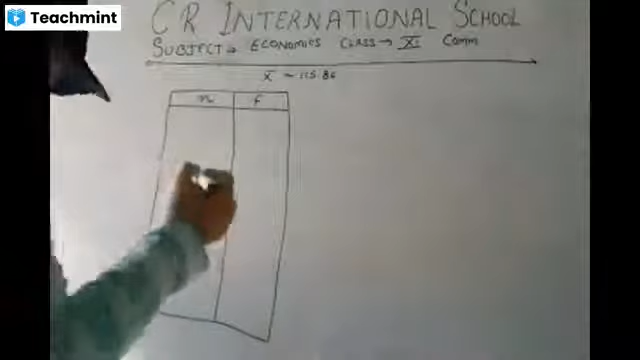 Teachmint
CR INTERNATIONAL SCHOOL
SUBJECT → ECONOMICS CLASS → XI Comm
x̄ = 115.86
x f